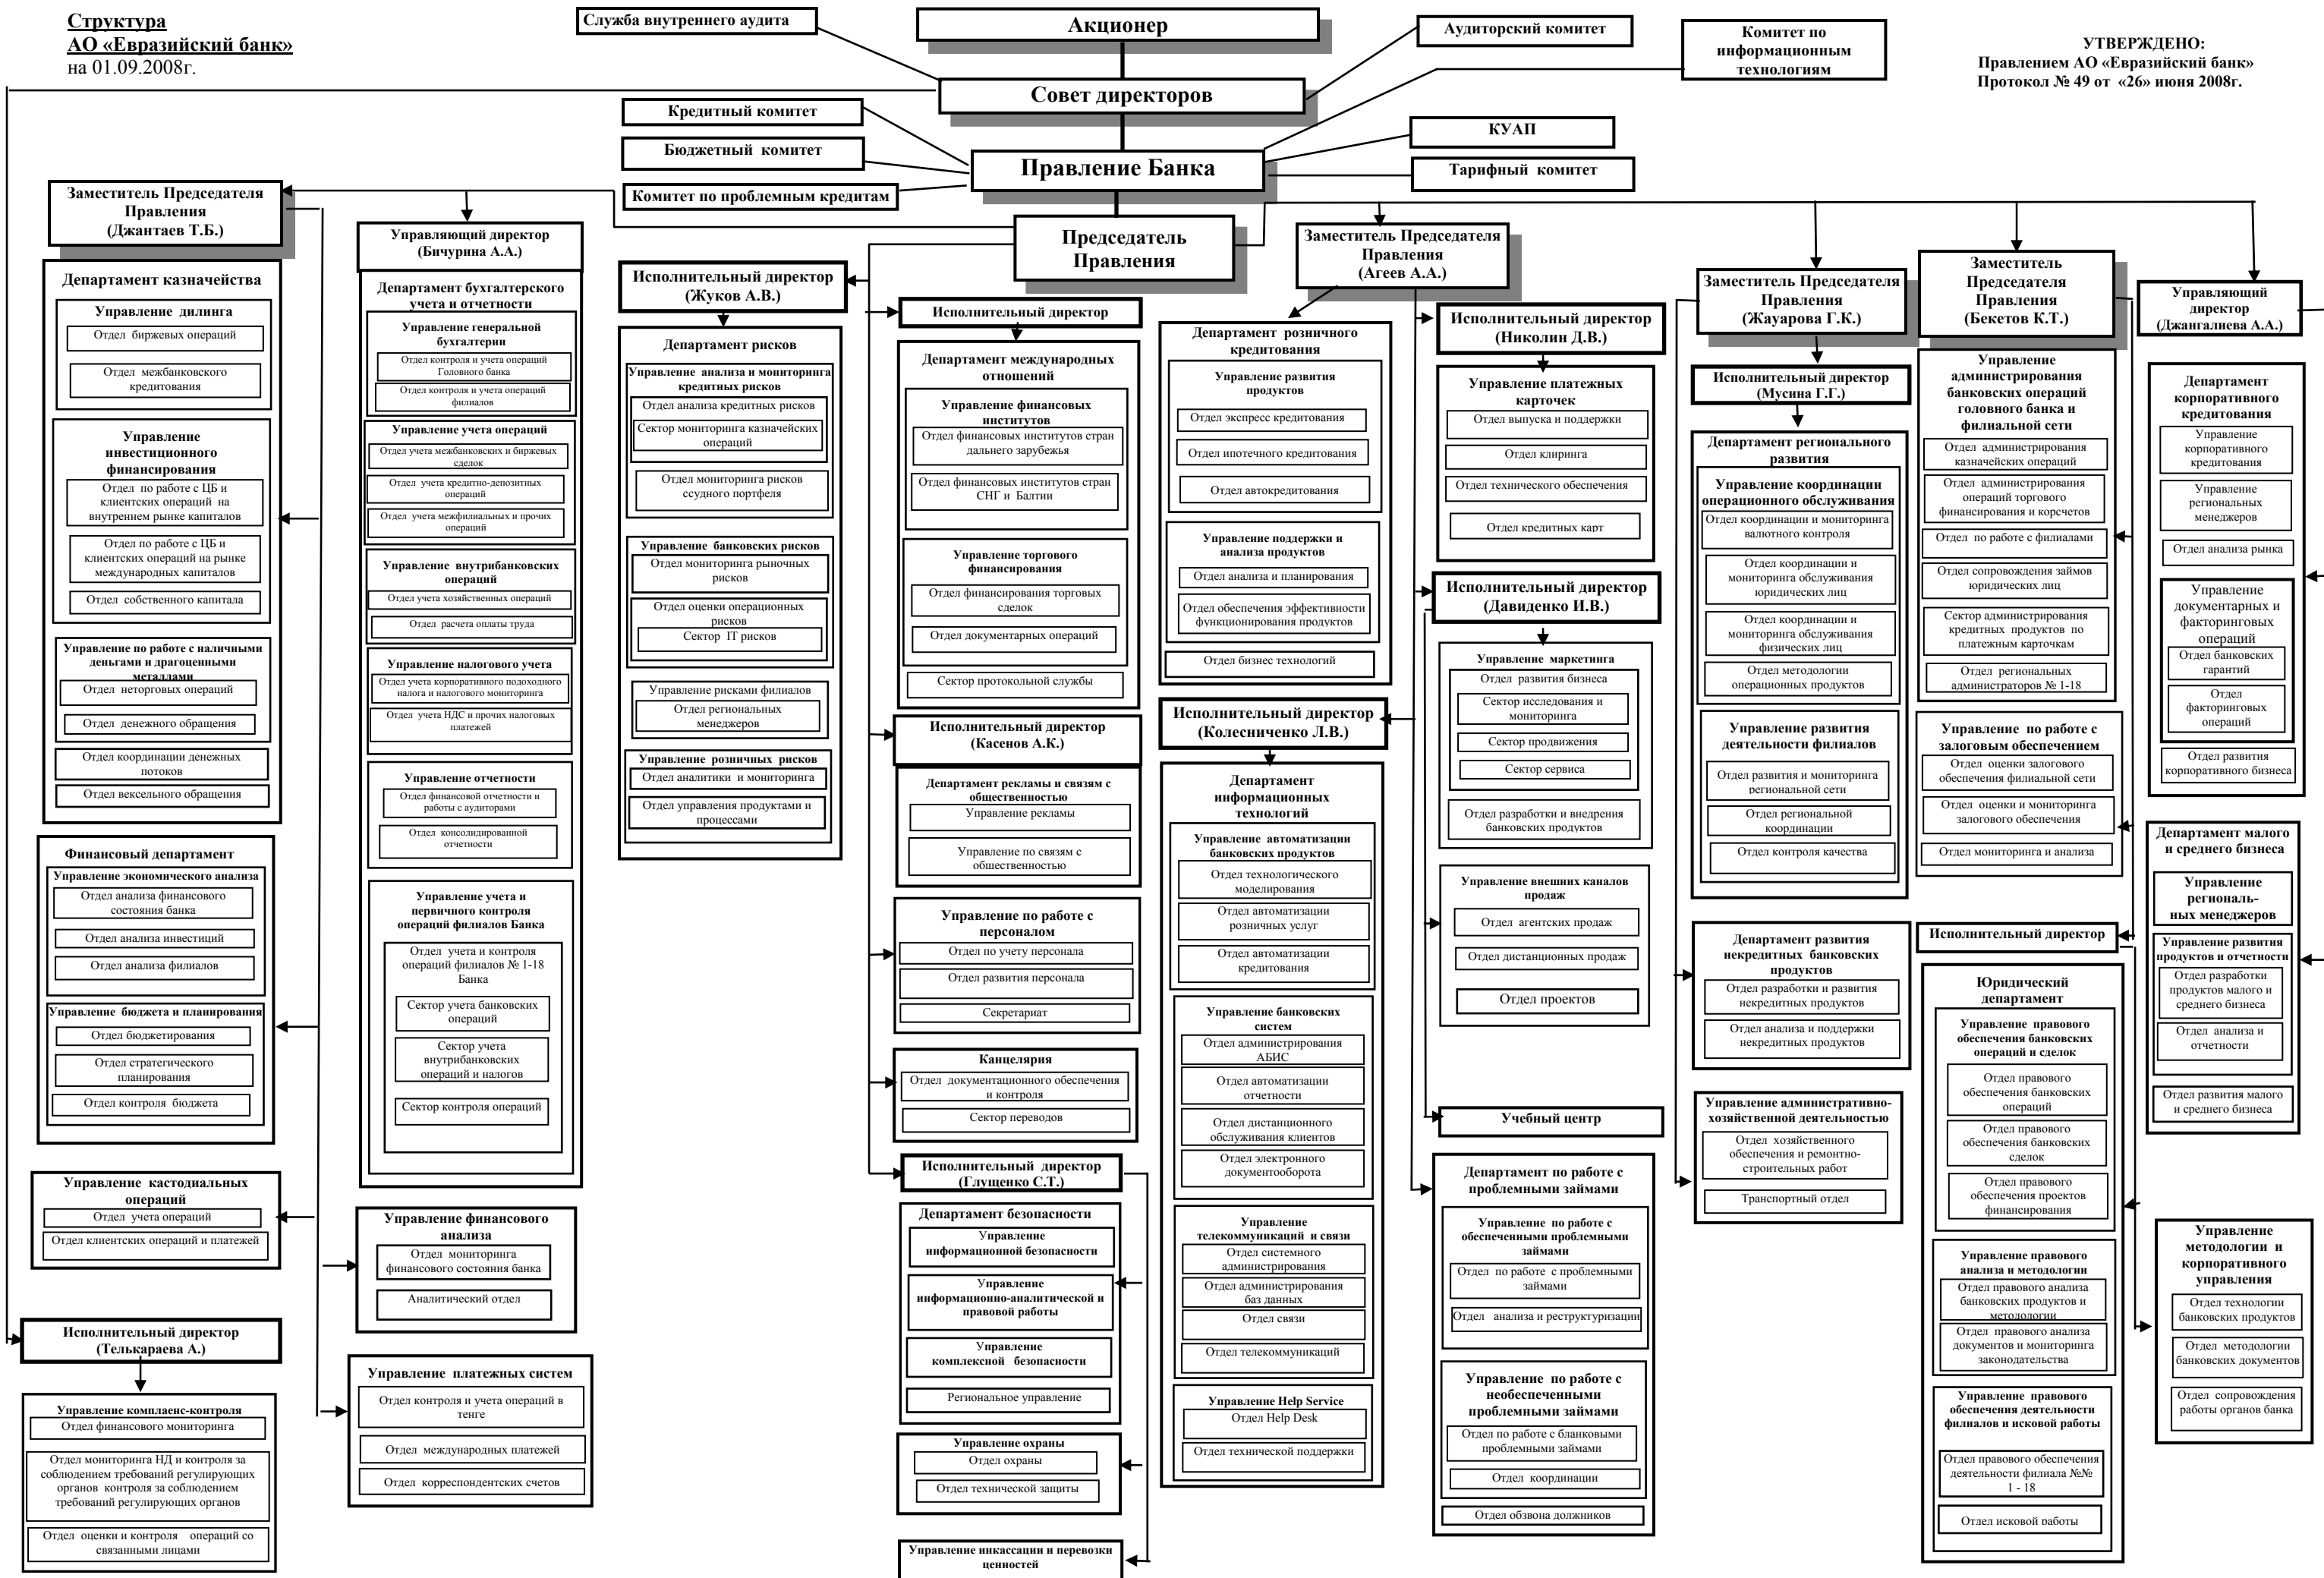 Структура
АО «Евразийский банк»
на 01.09.2008г.
Служба внутреннего аудита
Акционер
Аудиторский комитет
Комитет по
информационным
технологиям
УТВЕРЖДЕНО:
Правлением АО «Евразийский банк»
Протокол № 49 от «26» июня 2008г.
Совет директоров
Кредитный комитет
КУАП
Бюджетный комитет
Правление Банка
Тарифный комитет
Комитет по проблемным кредитам
Председатель
Правления
Заместитель Председателя
Правления
(Джантаев Т.Б.)
Департамент казначейства
Управление дилинга
Отдел биржевых операций
Отдел межбанковского
кредитования
Управление
инвестиционного
финансирования
Отдел по работе с ЦБ и
клиентских операций на
внутреннем рынке капиталов
Отдел по работе с ЦБ и
клиентских операций на рынке
международных капиталов
Отдел собственного капитала
Управление по работе с наличными
деньгами и драгоценными
металлами
Отдел неторговых операций
Отдел денежного обращения
Отдел координации денежных
потоков
Отдел вексельного обращения
Финансовый департамент
Управление экономического анализа
Отдел анализа финансового
состояния банка
Отдел анализа инвестиций
Отдел анализа филиалов
Управление бюджета и планирования
Отдел бюджетирования
Отдел стратегического
планирования
Отдел контроля бюджета
Управление кастодиальных
операций
Отдел учета операций
Отдел клиентских операций и платежей
Исполнительный директор
(Телькараева А.)
Управление комплаенс-контроля
Отдел финансового мониторинга
Отдел мониторинга НД и контроля за
соблюдением требований регулирующих
органов контроля за соблюдением
требований регулирующих органов
Отдел оценки и контроля операций со
связанными лицами
Управляющий директор
(Бичурина А.А.)
Департамент бухгалтерского
учета и отчетности
Управление генеральной
бухгалтерии
Отдел контроля и учета операций
Головного банка
Отдел контроля и учета операций
филиалов
Управление учета операций
Отдел учета межбанковских и биржевых
сделок
Отдел учета кредитно-депозитных
операций
Отдел учета межфилиальных и прочих
операций
Управление внутрибанковских
операций
Отдел учета хозяйственных операций
Отдел расчета оплаты труда
Управление налогового учета
Отдел учета корпоративного подоходного
налога и налогового мониторинга
Отдел учета НДС и прочих налоговых
платежей
Управление отчетности
Отдел финансовой отчетности и
работы с аудиторами
Отдел консолидированной
отчетности
Управление учета и
первичного контроля
операций филиалов Банка
Отдел учета и контроля
операций филиалов № 1-18
Банка
Сектор учета банковских
операций
Сектор учета
внутрибанковских
операций и налогов
Сектор контроля операций
Управление финансового
анализа
Отдел мониторинга
финансового состояния банка
Аналитический отдел
Управление платежных систем
Отдел контроля и учета операций в
тенге
Отдел международных платежей
Отдел корреспондентских счетов
Исполнительный директор
(Жуков А.В.)
Департамент рисков
Управление анализа и мониторинга
кредитных рисков
Отдел анализа кредитных рисков
Сектор мониторинга казначейских
операций
Отдел мониторинга рисков
ссудного портфеля
Управление банковских рисков
Отдел мониторинга рыночных
рисков
Отдел оценки операционных
рисков
Сектор IT рисков
Управление рисками филиалов
Отдел региональных
менеджеров
Управление розничных рисков
Отдел аналитики и мониторинга
Отдел управления продуктами и
процессами
Исполнительный директор
Департамент международных
отношений
Управление финансовых
институтов
Отдел финансовых институтов стран
дальнего зарубежья
Отдел финансовых институтов стран
СНГ и Балтии
Управление торгового
финансирования
Отдел финансирования торговых
сделок
Отдел документарных операций
Сектор протокольной службы
Исполнительный директор
(Касенов А.К.)
Департамент рекламы и связям с
общественностью
Управление рекламы
Управление по связям с
общественностью
Управление по работе с
персоналом
Отдел по учету персонала
Отдел развития персонала
Секретариат
Канцелярия
Отдел документационного обеспечения
и контроля
Сектор переводов
Исполнительный директор
(Глущенко С.Т.)
Департамент безопасности
Управление
информационной безопасности
Управление
информационно-аналитической и
правовой работы
Управление
комплексной безопасности
Региональное управление
Управление охраны
Отдел охраны
Отдел технической защиты
Управление инкассации и перевозки
ценностей
Заместитель Председателя
Правления
(Агеев А.А.)
Департамент розничного
кредитования
Управление развития
продуктов
Отдел экспресс кредитования
Отдел ипотечного кредитования
Отдел автокредитования
Управление поддержки и
анализа продуктов
Отдел анализа и планирования
Отдел обеспечения эффективности
функционирования продуктов
Отдел бизнес технологий
Исполнительный директор
(Колесниченко Л.В.)
Департамент
информационных
технологий
Управление автоматизации
банковских продуктов
Отдел технологического
моделирования
Отдел автоматизации
розничных услуг
Отдел автоматизации
кредитования
Управление банковских
систем
Отдел администрирования
АБИС
Отдел автоматизации
отчетности
Отдел дистанционного
обслуживания клиентов
Отдел электронного
документооборота
Управление
телекоммуникаций и связи
Отдел системного
администрирования
Отдел администрирования
баз данных
Отдел связи
Отдел телекоммуникаций
Управление Help Service
Отдел Help Desk
Отдел технической поддержки
Исполнительный директор
(Николин Д.В.)
Управление платежных
карточек
Отдел выпуска и поддержки
Отдел клиринга
Отдел технического обеспечения
Отдел кредитных карт
Исполнительный директор
(Давиденко И.В.)
Управление маркетинга
Отдел развития бизнеса
Сектор исследования и
мониторинга
Сектор продвижения
Сектор сервиса
Отдел разработки и внедрения
банковских продуктов
Управление внешних каналов
продаж
Отдел агентских продаж
Отдел дистанционных продаж
Отдел проектов
Учебный центр
Департамент по работе с
проблемными займами
Управление по работе с
обеспеченными проблемными
займами
Отдел по работе с проблемными
займами
Отдел анализа и реструктуризации
Управление по работе с
необеспеченными
проблемными займами
Отдел по работе с бланковыми
проблемными займами
Отдел координации
Отдел обзвона должников
Заместитель Председателя
Правления
(Жауарова Г.К.)
Исполнительный директор
(Мусина Г.Г.)
Департамент регионального
развития
Управление координации
операционного обслуживания
Отдел координации и мониторинга
валютного контроля
Отдел координации и
мониторинга обслуживания
юридических лиц
Отдел координации и
мониторинга обслуживания
физических лиц
Отдел методологии
операционных продуктов
Управление развития
деятельности филиалов
Отдел развития и мониторинга
региональной сети
Отдел региональной
координации
Отдел контроля качества
Департамент развития
некредитных банковских
продуктов
Отдел разработки и развития
некредитных продуктов
Отдел анализа и поддержки
некредитных продуктов
Управление административно-
хозяйственной деятельностью
Отдел хозяйственного
обеспечения и ремонтно-
строительных работ
Транспортный отдел
Заместитель
Председателя
Правления
(Бекетов К.Т.)
Управление
администрирования
банковских операций
головного банка и
филиальной сети
Отдел администрирования
казначейских операций
Отдел администрирования
операций торгового
финансирования и корсчетов
Отдел по работе с филиалами
Отдел сопровождения займов
юридических лиц
Сектор администрирования
кредитных продуктов по
платежным карточкам
Отдел региональных
администраторов № 1-18
Управление по работе с
залоговым обеспечением
Отдел оценки залогового
обеспечения филиальной сети
Отдел оценки и мониторинга
залогового обеспечения
Отдел мониторинга и анализа
Исполнительный директор
Юридический
департамент
Управление правового
обеспечения банковских
операций и сделок
Отдел правового
обеспечения банковских
операций
Отдел правового
обеспечения банковских
сделок
Отдел правового
обеспечения проектов
финансирования
Управление правового
анализа и методологии
Отдел правового анализа
банковских продуктов и
методологии
Отдел правового анализа
документов и мониторинга
законодательства
Управление правового
обеспечения деятельности
филиалов и исковой работы
Отдел правового обеспечения
деятельности филиала №№
1 - 18
Отдел исковой работы
Управляющий
директор
(Джангалиева А.А.)
Департамент
корпоративного
кредитования
Управление
корпоративного
кредитования
Управление
региональных
менеджеров
Отдел анализа рынка
Управление
документарных и
факторинговых
операций
Отдел банковских
гарантий
Отдел
факторинговых
операций
Отдел развития
корпоративного бизнеса
Департамент малого
и среднего бизнеса
Управление
региональ-
ных менеджеров
Управление развития
продуктов и отчетности
Отдел разработки
продуктов малого и
среднего бизнеса
Отдел анализа и
отчетности
Отдел развития малого
и среднего бизнеса
Управление
методологии и
корпоративного
управления
Отдел технологии
банковских продуктов
Отдел методологии
банковских документов
Отдел сопровождения
работы органов банка